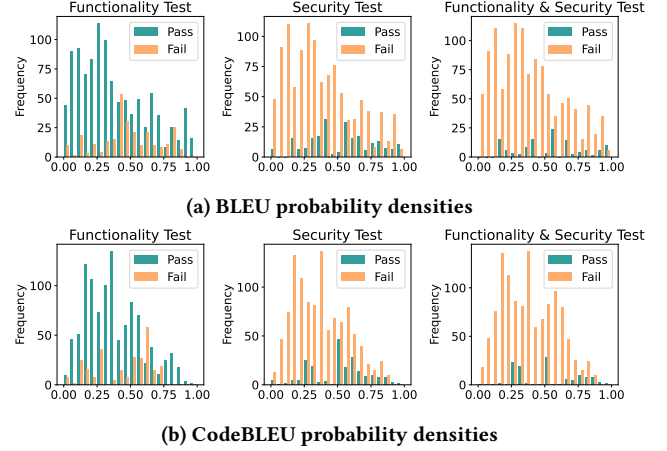 Functionality Test
Security Test
Functionality & Security Test
Frequency
100
75
50
25
0
Pass
Fail
0.00 0.25 0.50 0.75 1.00
Frequency
100
75
50
25
0
Pass
Fail
0.00 0.25 0.50 0.75 1.00
Frequency
100
75
50
25
0
Pass
Fail
0.00 0.25 0.50 0.75 1.00
(a) BLEU probability densities
Functionality Test
Security Test
Functionality & Security Test
Frequency
100
50
0
Pass
Fail
0.00 0.25 0.50 0.75 1.00
Frequency
100
50
0
Pass
Fail
0.00 0.25 0.50 0.75 1.00
Frequency
100
50
0
Pass
Fail
0.00 0.25 0.50 0.75 1.00
(b) CodeBLEU probability densities